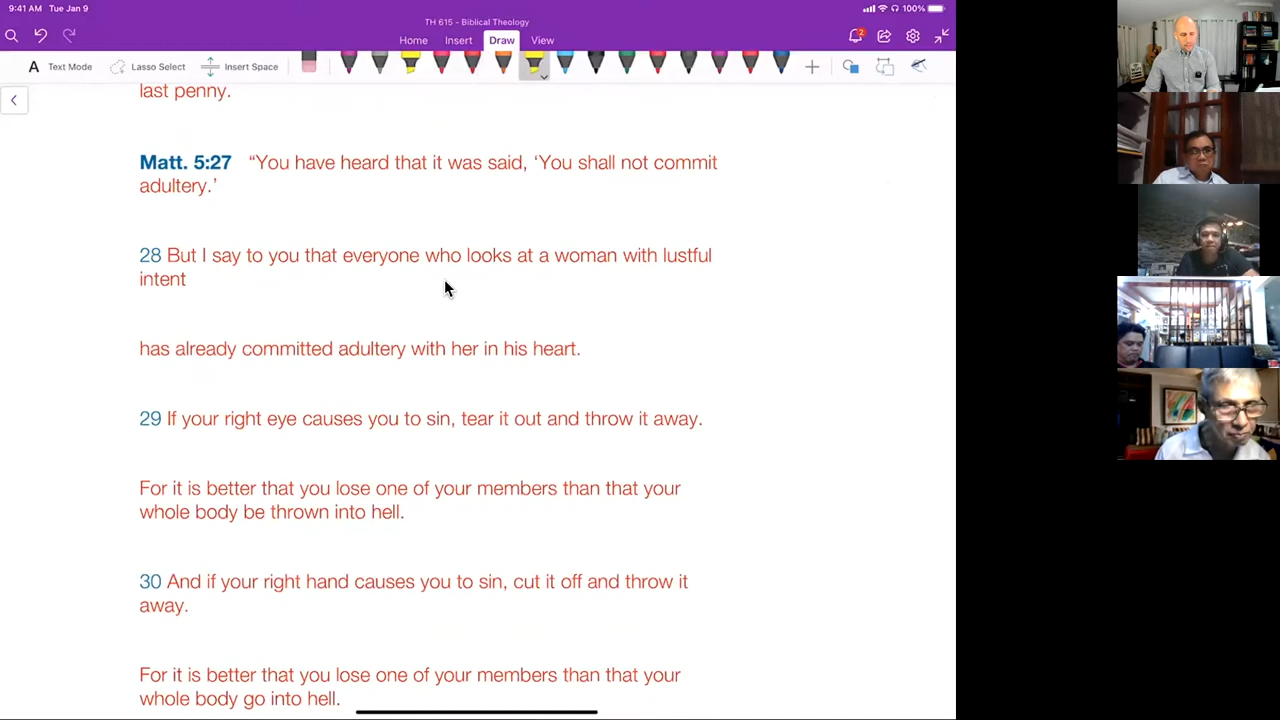 9:41 AM Tue Jan 9
100%
TH 615 - Biblical Theology
Home Insert Draw View
2
A Text Mode Lasso Select Insert Space
last penny.
Matt. 5:27 “You have heard that it was said, ‘You shall not commit
adultery.’
28 But I say to you that everyone who looks at a woman with lustful
intent
has already committed adultery with her in his heart.
29 If your right eye causes you to sin, tear it out and throw it away.
For it is better that you lose one of your members than that your
whole body be thrown into hell.
30 And if your right hand causes you to sin, cut it off and throw it
away.
For it is better that you lose one of your members than that your
whole body go into hell.